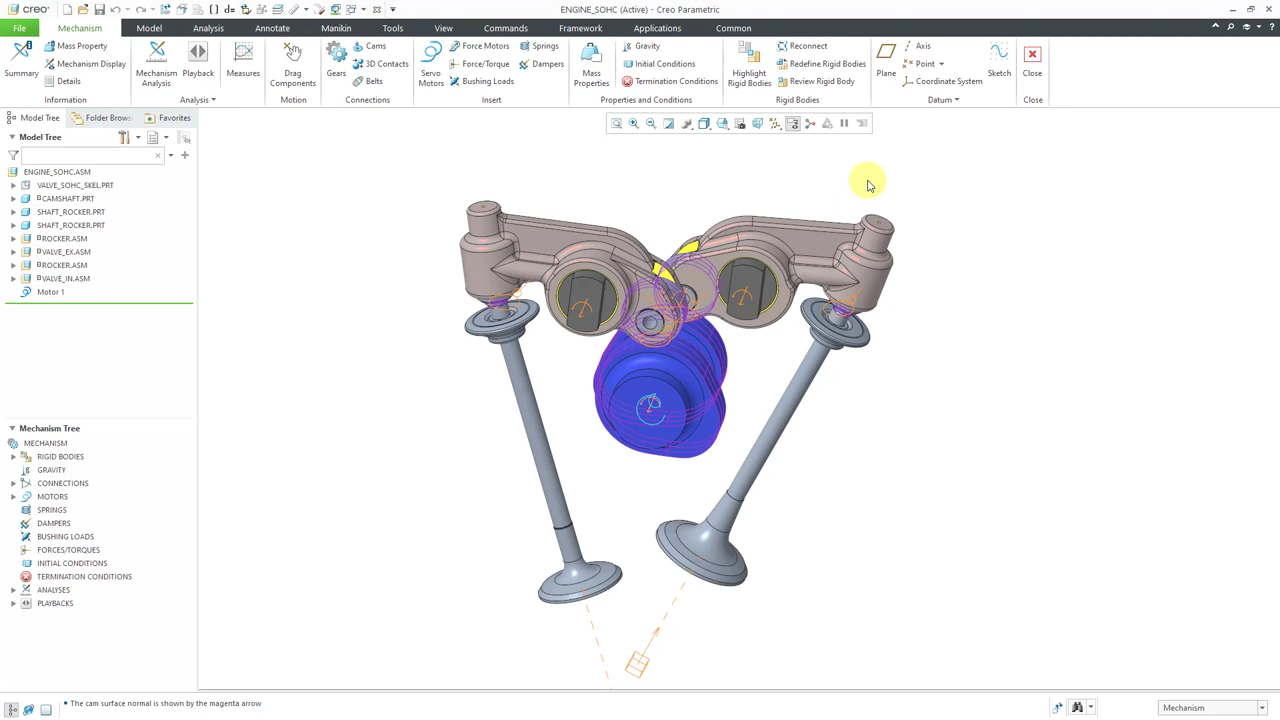 creo
ENGINE_SOHC (Active) - Creo Parametric
File Mechanism Model Analysis Annotate Manikin Tools View Commands Framework Applications Common
Summary
Mass Property
Mechanism Display
Details
Information
Mechanism
Analysis
Playback
Measures
Analysis
Drag
Components
Motion
Gears
Cams
3D Contacts
Belts
Connections
Servo
Motors
Force Motors
Force/Torque
Bushing Loads
Springs
Dampers
Insert
Mass
Properties
Gravity
Initial Conditions
Termination Conditions
Properties and Conditions
Highlight
Rigid Bodies
Reconnect
Redefine Rigid Bodies
Review Rigid Body
Rigid Bodies
Plane
Axis
Point
Coordinate System
Sketch
Datum
Close
Close
Model Tree Folder Brows Favorites
Model Tree
ENGINE_SOHC.ASM
VALVE_SOHC_SKEL.PRT
CAMSHAFT.PRT
SHAFT_ROCKER.PRT
SHAFT_ROCKER.PRT
ROCKER.ASM
VALVE_EX.ASM
ROCKER.ASM
VALVE_IN.ASM
Motor 1
Mechanism Tree
MECHANISM
RIGID BODIES
GRAVITY
CONNECTIONS
MOTORS
SPRINGS
DAMPERS
BUSHING LOADS
FORCES/TORQUES
INITIAL CONDITIONS
TERMINATION CONDITIONS
ANALYSES
PLAYBACKS
• The cam surface normal is shown by the magenta arrow
Mechanism